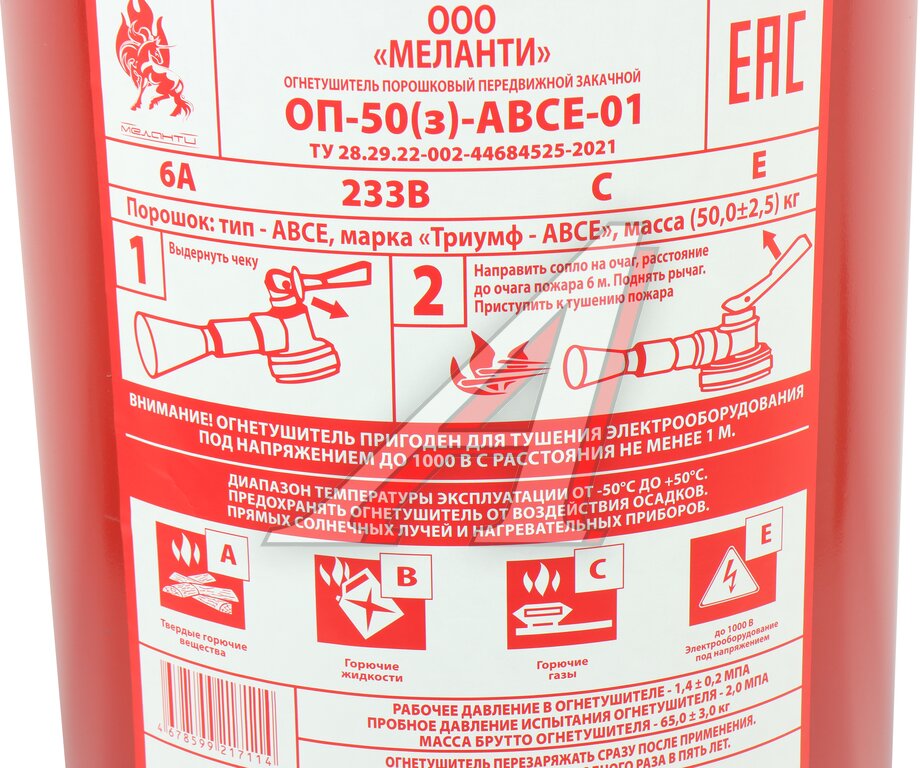 ООО
«МЕЛАНТИ»
ОГНЕТУШИТЕЛЬ ПОРОШКОВЫЙ ПЕРЕДВИЖНОЙ ЗАКАЧНОЙ
ОП-50(з)-АВСЕ-01
ТУ 28.29.22-002-44684525-2021
меланти
ЕАС
6А 233В С Е
Порошок: тип - АВСЕ, марка «Триумф - АВСЕ», масса (50,0±2,5) кг
1
Выдернуть чеку
2
Направить сопло на очаг, расстояние
до очага пожара 6 м. Поднять рычаг.
Приступить к тушению пожара
ВНИМАНИЕ! ОГНЕТУШИТЕЛЬ ПРИГОДЕН ДЛЯ ТУШЕНИЯ ЭЛЕКТРООБОРУДОВАНИЯ
ПОД НАПРЯЖЕНИЕМ ДО 1000 В С РАССТОЯНИЯ НЕ МЕНЕЕ 1 М.
ДИАПАЗОН ТЕМПЕРАТУРЫ ЭКСПЛУАТАЦИИ ОТ -50°С ДО +50°С.
ПРЕДОХРАНЯТЬ ОГНЕТУШИТЕЛЬ ОТ ВОЗДЕЙСТВИЯ ОСАДКОВ.
ПРЯМЫХ СОЛНЕЧНЫХ ЛУЧЕЙ И НАГРЕВАТЕЛЬНЫХ ПРИБОРОВ.
А
Твердые горючие
вещества
В
Горючие
жидкости
С
Горючие
газы
Е
до 1000 В
Электрооборудование
под напряжением
4 678599 217114
РАБОЧЕЕ ДАВЛЕНИЕ В ОГНЕТУШИТЕЛЕ - 1,4 ± 0,2 МПА
ПРОБНОЕ ДАВЛЕНИЕ ИСПЫТАНИЯ ОГНЕТУШИТЕЛЯ - 2,0 МПА
МАССА БРУТТО ОГНЕТУШИТЕЛЯ - 65,0 ± 3,0 кг
ОГНЕТУШИТЕЛЬ ПЕРЕЗАРЯЖАТЬ СРАЗУ ПОСЛЕ ПРИМЕНЕНИЯ.
РАЗА В ПЯТЬ ЛЕТ.